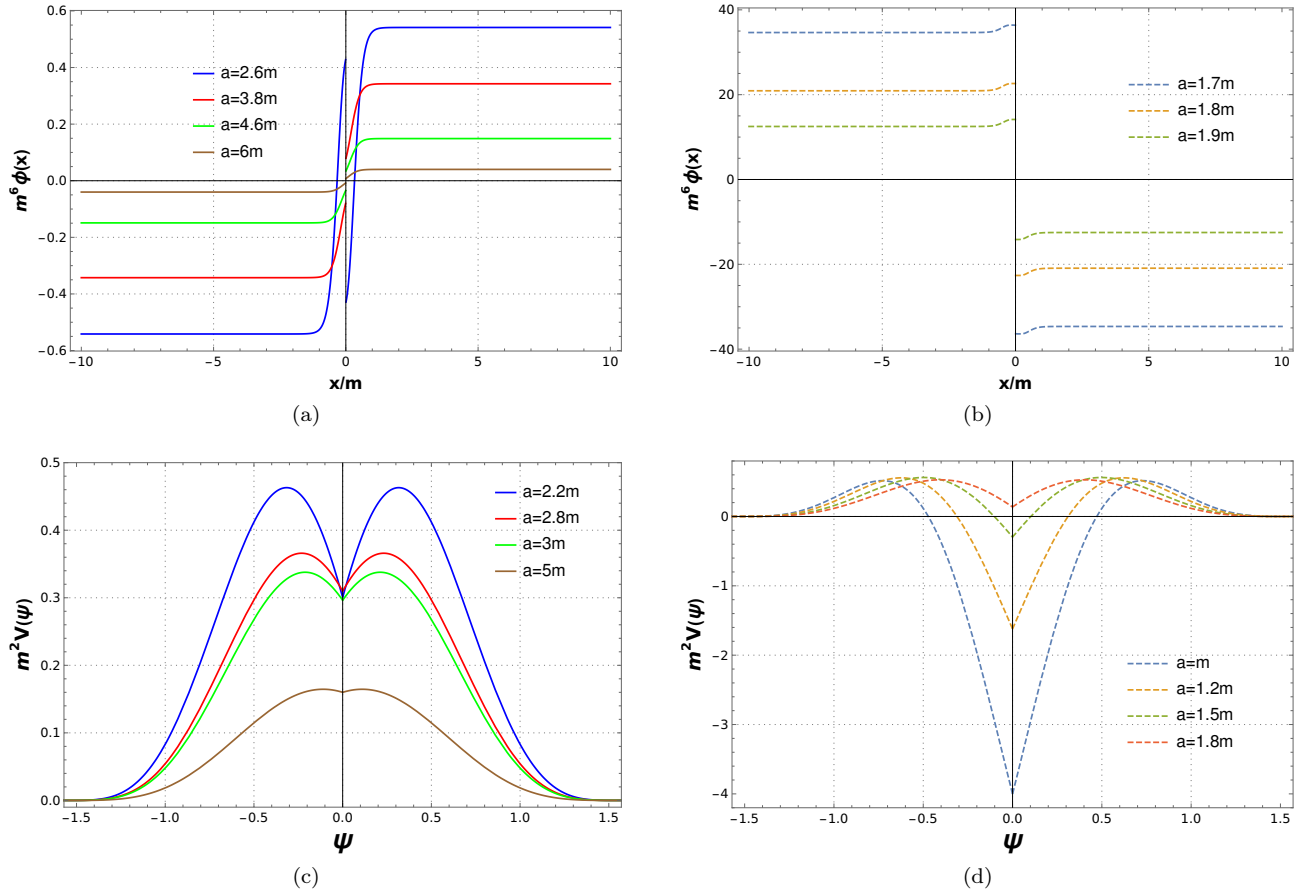 a=2.6m
a=3.8m
a=4.6m
a=6m
0.6
0.4
0.2
0.0
−0.2
−0.4
−0.6
−10
−5
0
5
10
m⁶ ϕ(x)
x/m
(a)
a=1.7m
a=1.8m
a=1.9m
40
20
0
−20
−40
−10
−5
0
5
10
m⁶ ϕ(x)
x/m
(b)
a=2.2m
a=2.8m
a=3m
a=5m
0.5
0.4
0.3
0.2
0.1
0.0
−1.5
−1.0
−0.5
0.0
0.5
1.0
1.5
m² V(ψ)
ψ
(c)
a=m
a=1.2m
a=1.5m
a=1.8m
0
−1
−2
−3
−4
−1.5
−1.0
−0.5
0.0
0.5
1.0
1.5
m² V(ψ)
ψ
(d)